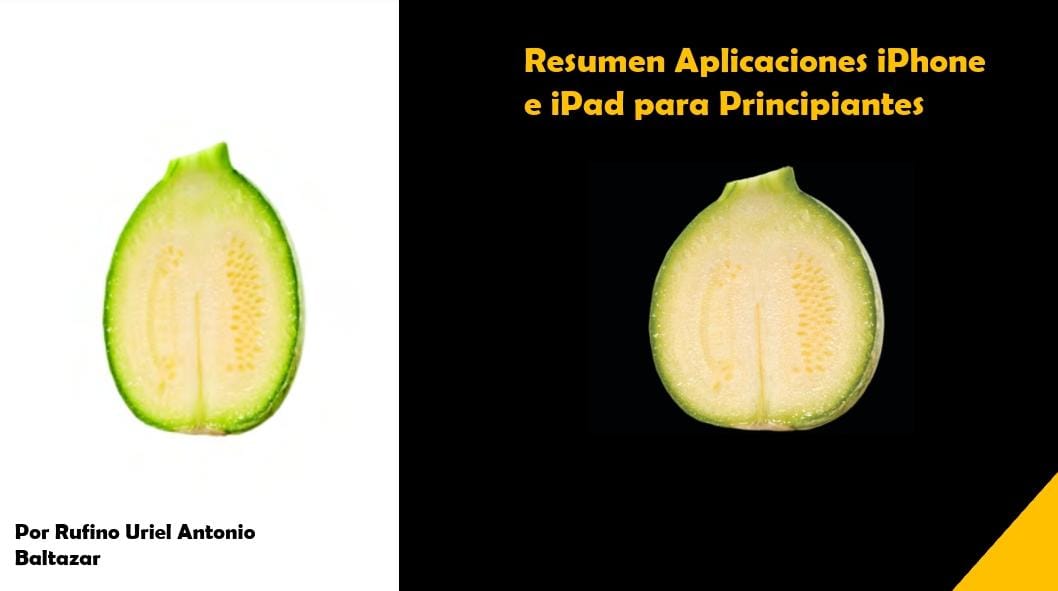 Resumen Aplicaciones iPhone
e iPad para Principiantes
Por Rufino Uriel Antonio
Baltazar